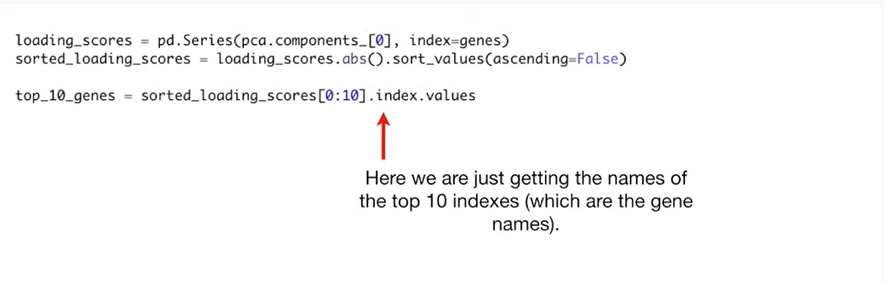 loading_scores = pd.Series(pca.components_[0], index=genes)
sorted_loading_scores = loading_scores.abs().sort_values(ascending=False)
top_10_genes = sorted_loading_scores[0:10].index.values
Here we are just getting the names of
the top 10 indexes (which are the gene
names).